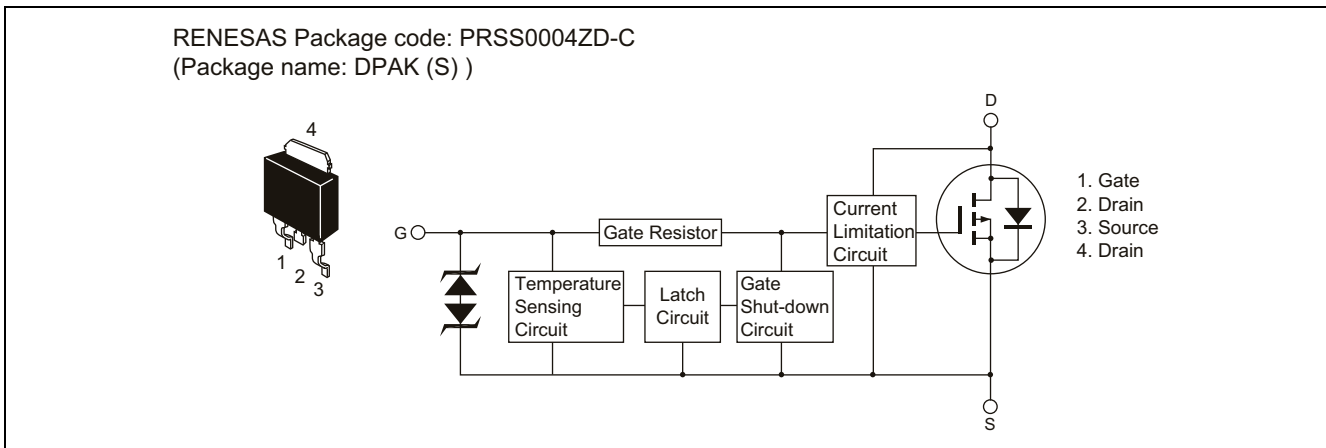 RENESAS Package code: PRSS0004ZD-C
(Package name: DPAK (S) )
4
1
2
3
D
G
Gate Resistor
Current
Limitation
Circuit
Temperature
Sensing
Circuit
Latch
Circuit
Gate
Shut-down
Circuit
S
1. Gate
2. Drain
3. Source
4. Drain